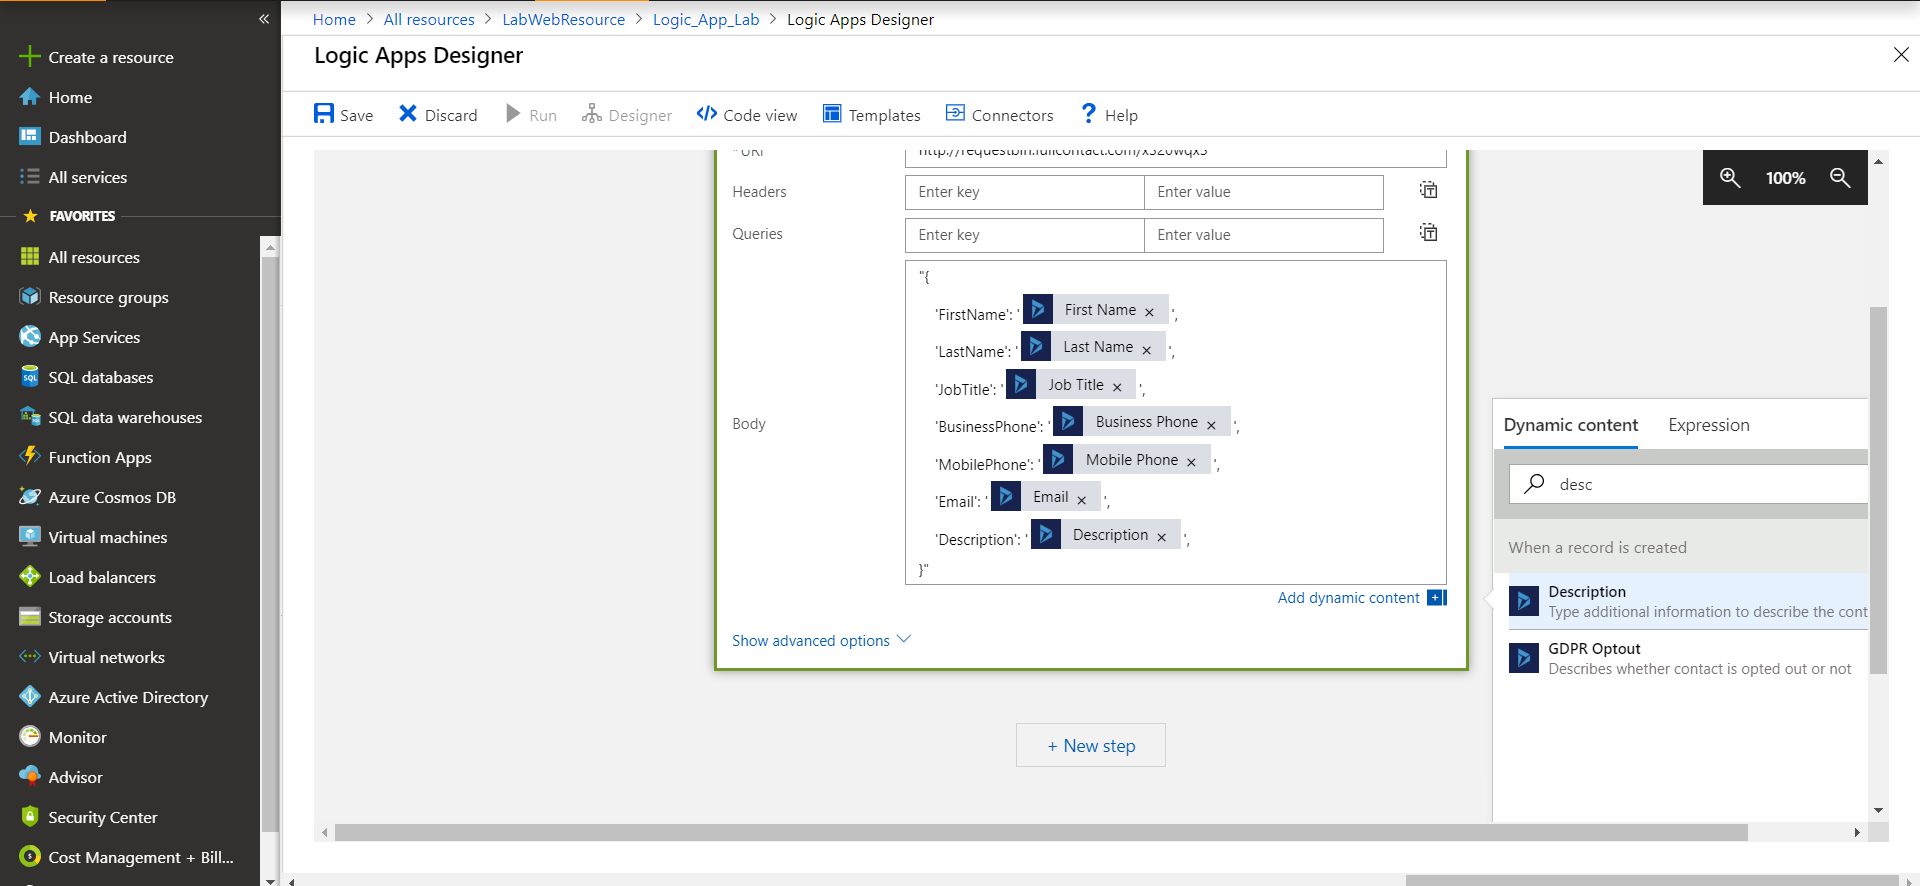 Home > All resources > LabWebResource > Logic_App_Lab > Logic Apps Designer
Logic Apps Designer
Save
Discard
Run
Designer
Code view
Templates
Connectors
Help
Create a resource
Home
Dashboard
All services
FAVORITES
All resources
Resource groups
App Services
SQL databases
SQL data warehouses
Function Apps
Azure Cosmos DB
Virtual machines
Load balancers
Storage accounts
Virtual networks
Azure Active Directory
Monitor
Advisor
Security Center
Cost Management + Bill...
*URI
Headers Enter key Enter value
Queries Enter key Enter value
Body
"{
'FirstName': ' First Name × ',
'LastName': ' Last Name × ',
'JobTitle': ' Job Title × ',
'BusinessPhone': ' Business Phone × ',
'MobilePhone': ' Mobile Phone × ',
'Email': ' Email × ',
'Description': ' Description × ',
}"
Add dynamic content
Show advanced options
+ New step
100%
Dynamic content Expression
desc
When a record is created
Description
Type additional information to describe the cont
GDPR Optout
Describes whether contact is opted out or not